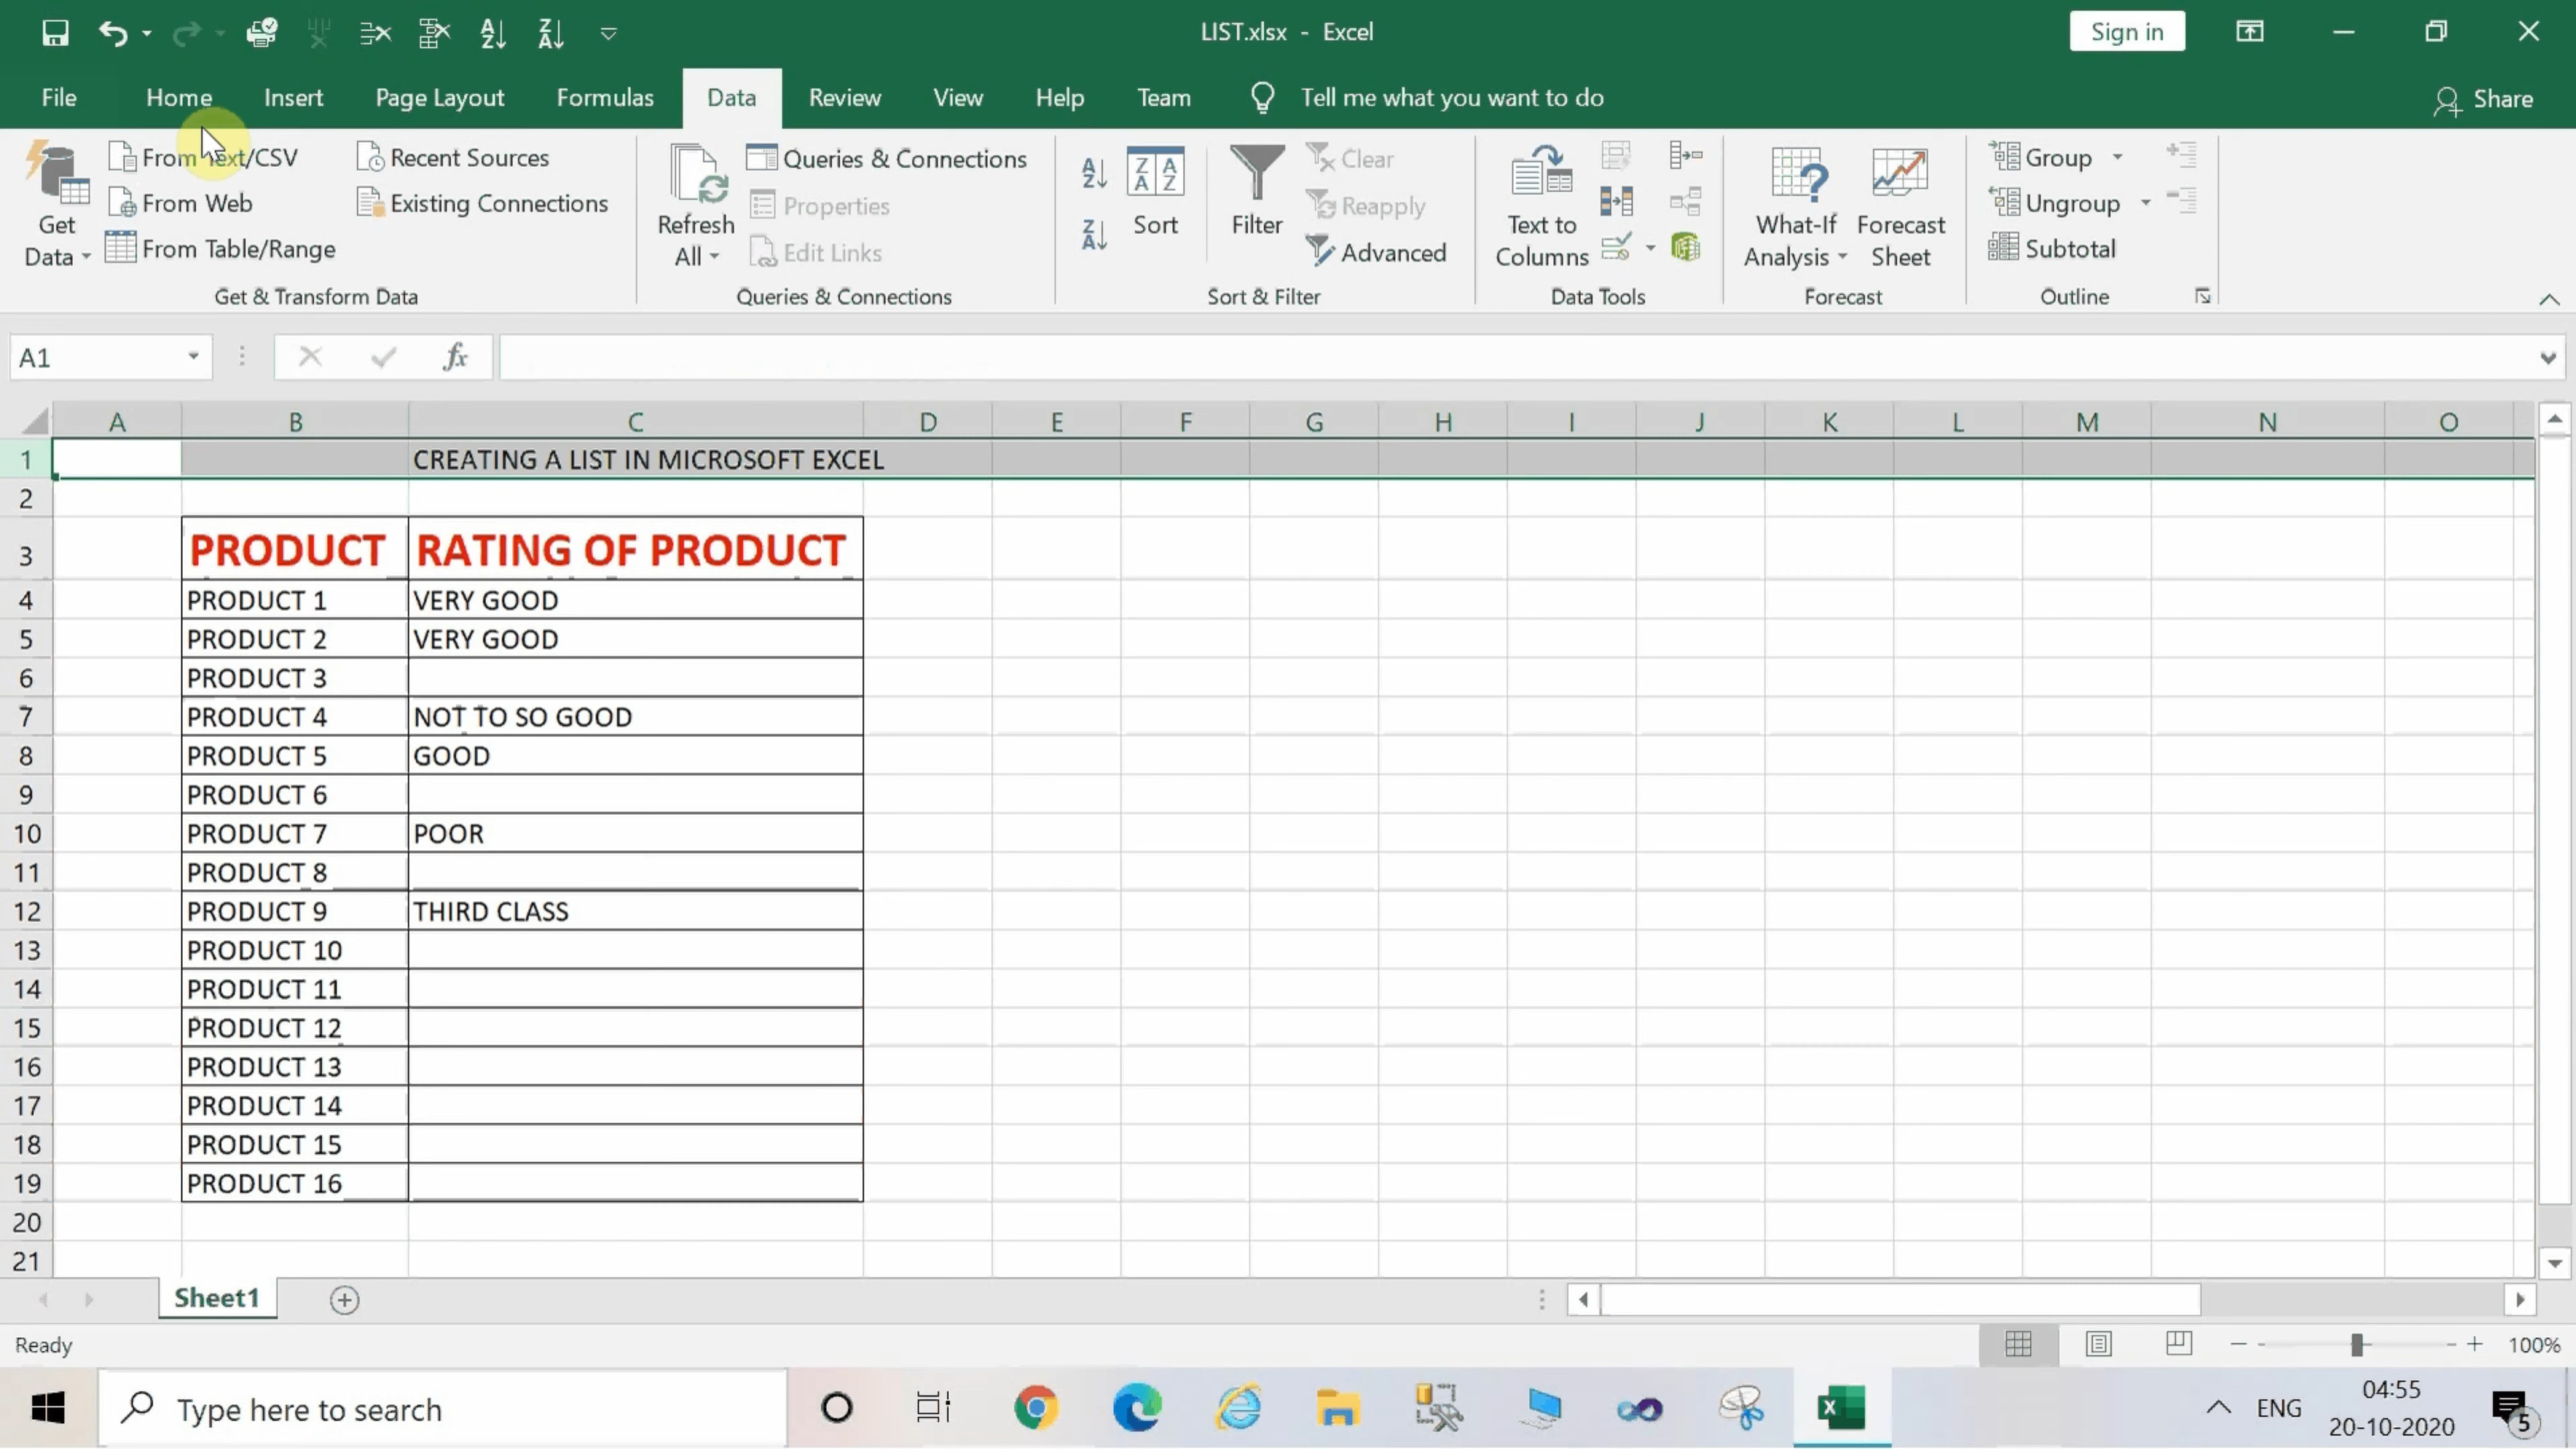 LIST.xlsx - Excel
Sign in
File Home Insert Page Layout Formulas Data Review View Help Team Tell me what you want to do Share
Get Data
From Text/CSV
From Web
From Table/Range
Recent Sources
Existing Connections
Get & Transform Data
Refresh All
Queries & Connections
Properties
Edit Links
Queries & Connections
Sort
Filter
Clear
Reapply
Advanced
Sort & Filter
Text to Columns
Data Tools
What-If Analysis
Forecast Sheet
Forecast
Group
Ungroup
Subtotal
Outline
A1 fx
A B C D E F G H I J K L M N O
1 CREATING A LIST IN MICROSOFT EXCEL
2
3 PRODUCT RATING OF PRODUCT
4 PRODUCT 1 VERY GOOD
5 PRODUCT 2 VERY GOOD
6 PRODUCT 3
7 PRODUCT 4 NOT TO SO GOOD
8 PRODUCT 5 GOOD
9 PRODUCT 6
10 PRODUCT 7 POOR
11 PRODUCT 8
12 PRODUCT 9 THIRD CLASS
13 PRODUCT 10
14 PRODUCT 11
15 PRODUCT 12
16 PRODUCT 13
17 PRODUCT 14
18 PRODUCT 15
19 PRODUCT 16
20
21
Sheet1
Ready 100%
Type here to search
ENG
04:55
20-10-2020
5